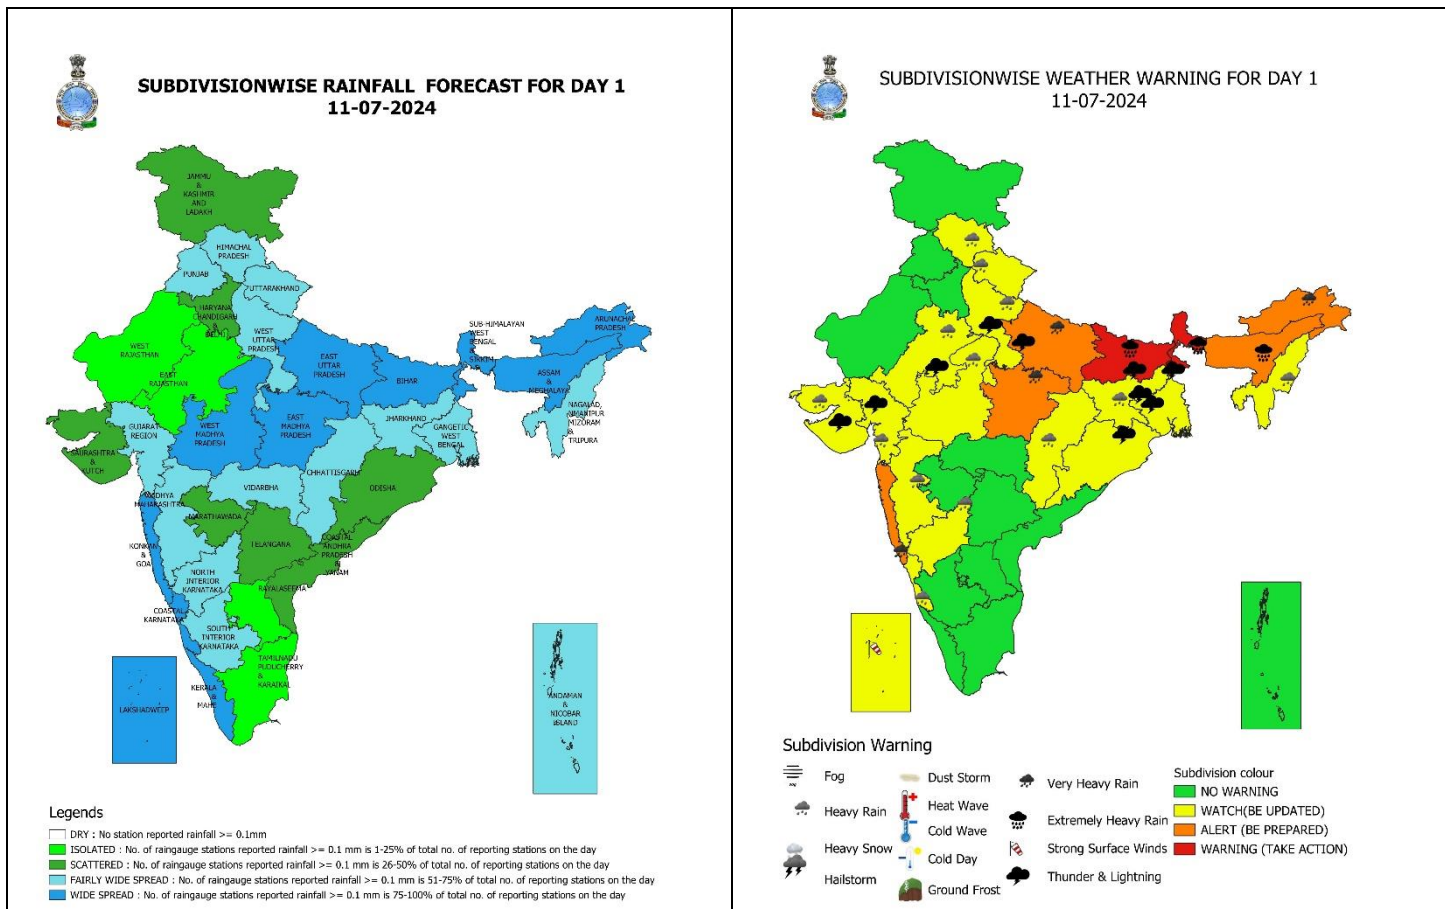 SUBDIVISIONWISE RAINFALL FORECAST FOR DAY 1
11-07-2024
JAMMU
&
KASHMIR
AND
LADAKH
HIMACHAL
PRADESH
PUNJAB
UTTARAKHAND
HARYANA
CHANDIGARH
&
DELHI
WEST
UTTAR
PRADESH
WEST
RAJASTHAN
EAST
RAJASTHAN
EAST
UTTAR
PRADESH
BIHAR
SUB-HIMALAYAN
WEST
BENGAL
&
SIKKIM
ARUNACHAL
PRADESH
ASSAM
&
MEGHALAYA
NAGALAD,
MANIPUR
MIZORAM
&
TRIPURA
GUJARAT
REGION
SAURASHTRA
&
KUTCH
WEST
MADHYA
PRADESH
EAST
MADHYA
PRADESH
JHARKHAND
GANGETIC
WEST
BENGAL
CHHATTISGARH
ODISHA
VIDARBHA
MADHYA
MAHARASHTRA
MARATHAWADA
KONKAN
&
GOA
TELANGANA
COASTAL
ANDHRA
PRADESH
&
YANAM
NORTH
INTERIOR
KARNATAKA
RAYALASEEMA
COASTAL
KARNATAKA
SOUTH
INTERIOR
KARNATAKA
TAMILNADU
PUDUCHERRY
&
KARAIKAL
KERALA
&
MAHE
LAKSHADWEEP
ANDAMAN
&
NICOBAR
ISLAND
Legends
DRY : No station reported rainfall >= 0.1mm
ISOLATED : No. of raingauge stations reported rainfall >= 0.1 mm is 1-25% of total no. of reporting stations on the day
SCATTERED : No. of raingauge stations reported rainfall >= 0.1 mm is 26-50% of total no. of reporting stations on the day
FAIRLY WIDE SPREAD : No. of raingauge stations reported rainfall >= 0.1 mm is 51-75% of total no. of reporting stations on the day
WIDE SPREAD : No. of raingauge stations reported rainfall >= 0.1 mm is 75-100% of total no. of reporting stations on the day
SUBDIVISIONWISE WEATHER WARNING FOR DAY 1
11-07-2024
Subdivision Warning
Fog
Heavy Rain
Heavy Snow
Hailstorm
Dust Storm
Heat Wave
Cold Wave
Cold Day
Ground Frost
Very Heavy Rain
Extremely Heavy Rain
Strong Surface Winds
Thunder & Lightning
Subdivision colour
NO WARNING
WATCH(BE UPDATED)
ALERT (BE PREPARED)
WARNING (TAKE ACTION)